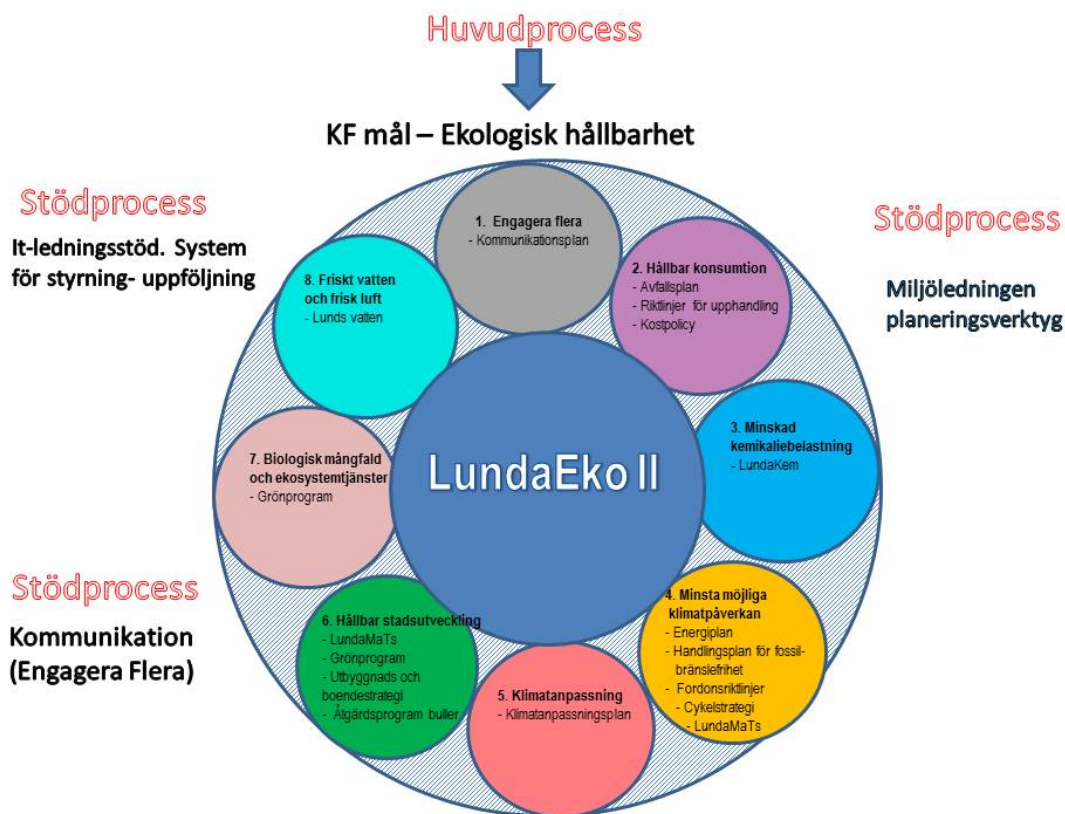 Huvudprocess
KF mål – Ekologisk hållbarhet
Stödprocess
It-ledningsstöd. System
för styrning- uppföljning
Stödprocess
Miljöledningen
planeringsverktyg
1. Engagera flera
- Kommunikationsplan
2. Hållbar konsumtion
- Avfallsplan
- Riktlinjer för upphandling
- Kostpolicy
3. Minskad
kemikaliebelastning
- LundaKem
4. Minsta möjliga
klimatpåverkan
- Energiplan
- Handlingsplan för fossil-
bränslefrihet
- Fordonsriktlinjer
- Cykelstrategi
- LundaMaTs
5. Klimatanpassning
- Klimatanpassningsplan
6. Hållbar stadsutveckling
- LundaMaTs
- Grönprogram
- Utbyggnads och
boendestrategi
- Åtgärdsprogram buller
7. Biologisk mångfald
och ekosystemtjänster
- Grönprogram
8. Friskt vatten
och frisk luft
- Lunds vatten
LundaEko II
Stödprocess
Kommunikation
(Engagera Flera)